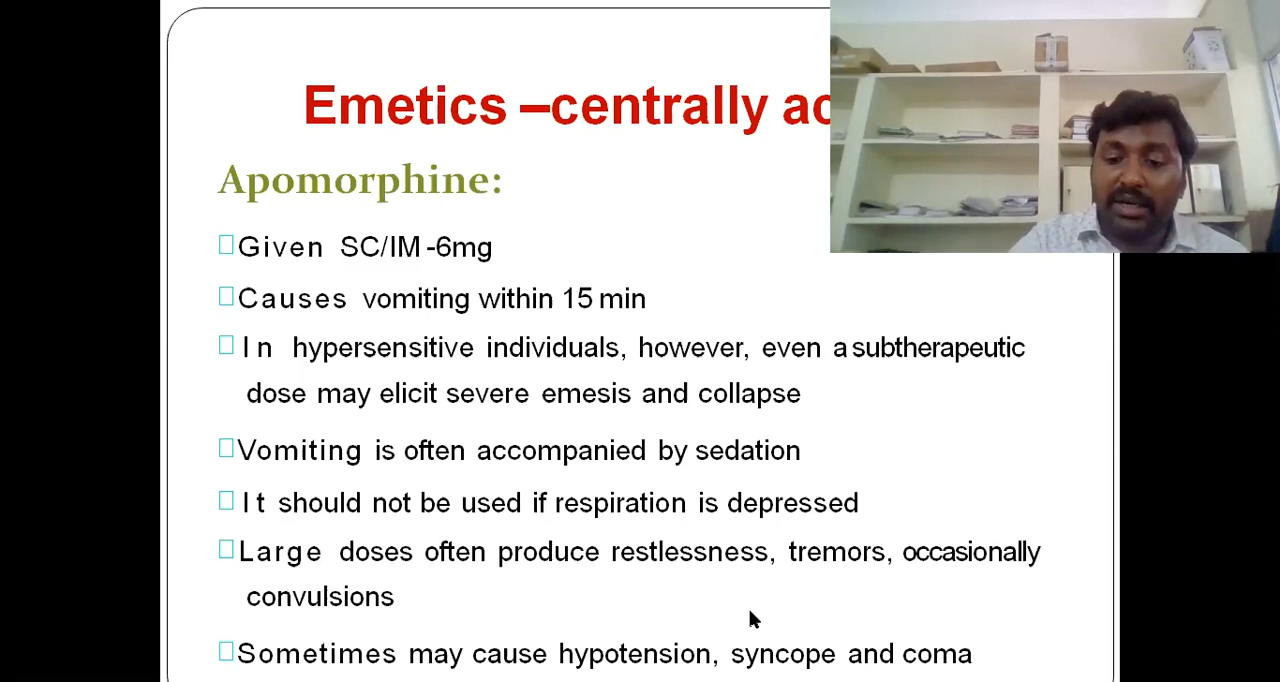 Emetics –centrally ac
Apomorphine:
Given SC/IM -6mg
Causes vomiting within 15 min
In hypersensitive individuals, however, even a subtherapeutic
dose may elicit severe emesis and collapse
Vomiting is often accompanied by sedation
It should not be used if respiration is depressed
Large doses often produce restlessness, tremors, occasionally
convulsions
Sometimes may cause hypotension, syncope and coma